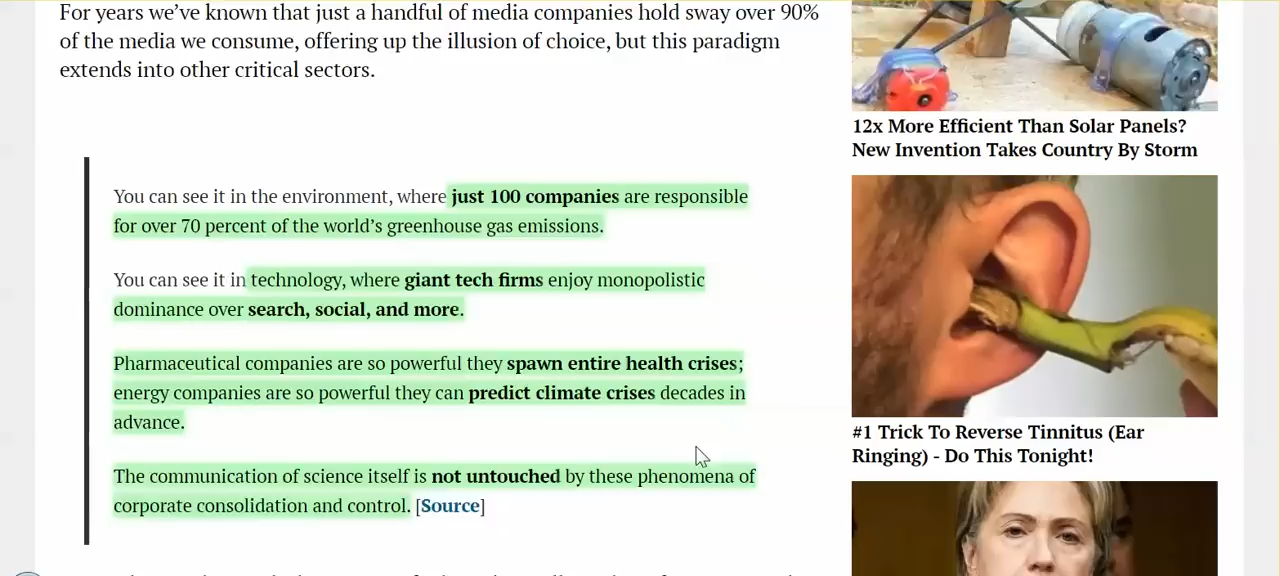 For years we’ve known that just a handful of media companies hold sway over 90%
of the media we consume, offering up the illusion of choice, but this paradigm
extends into other critical sectors.
You can see it in the environment, where just 100 companies are responsible
for over 70 percent of the world’s greenhouse gas emissions.
You can see it in technology, where giant tech firms enjoy monopolistic
dominance over search, social, and more.
Pharmaceutical companies are so powerful they spawn entire health crises;
energy companies are so powerful they can predict climate crises decades in
advance.
The communication of science itself is not untouched by these phenomena of
corporate consolidation and control. [Source]
12x More Efficient Than Solar Panels?
New Invention Takes Country By Storm
#1 Trick To Reverse Tinnitus (Ear
Ringing) - Do This Tonight!